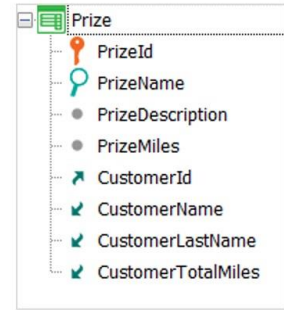 Prize
PrizeId
PrizeName
PrizeDescription
PrizeMiles
CustomerId
CustomerName
CustomerLastName
CustomerTotalMiles